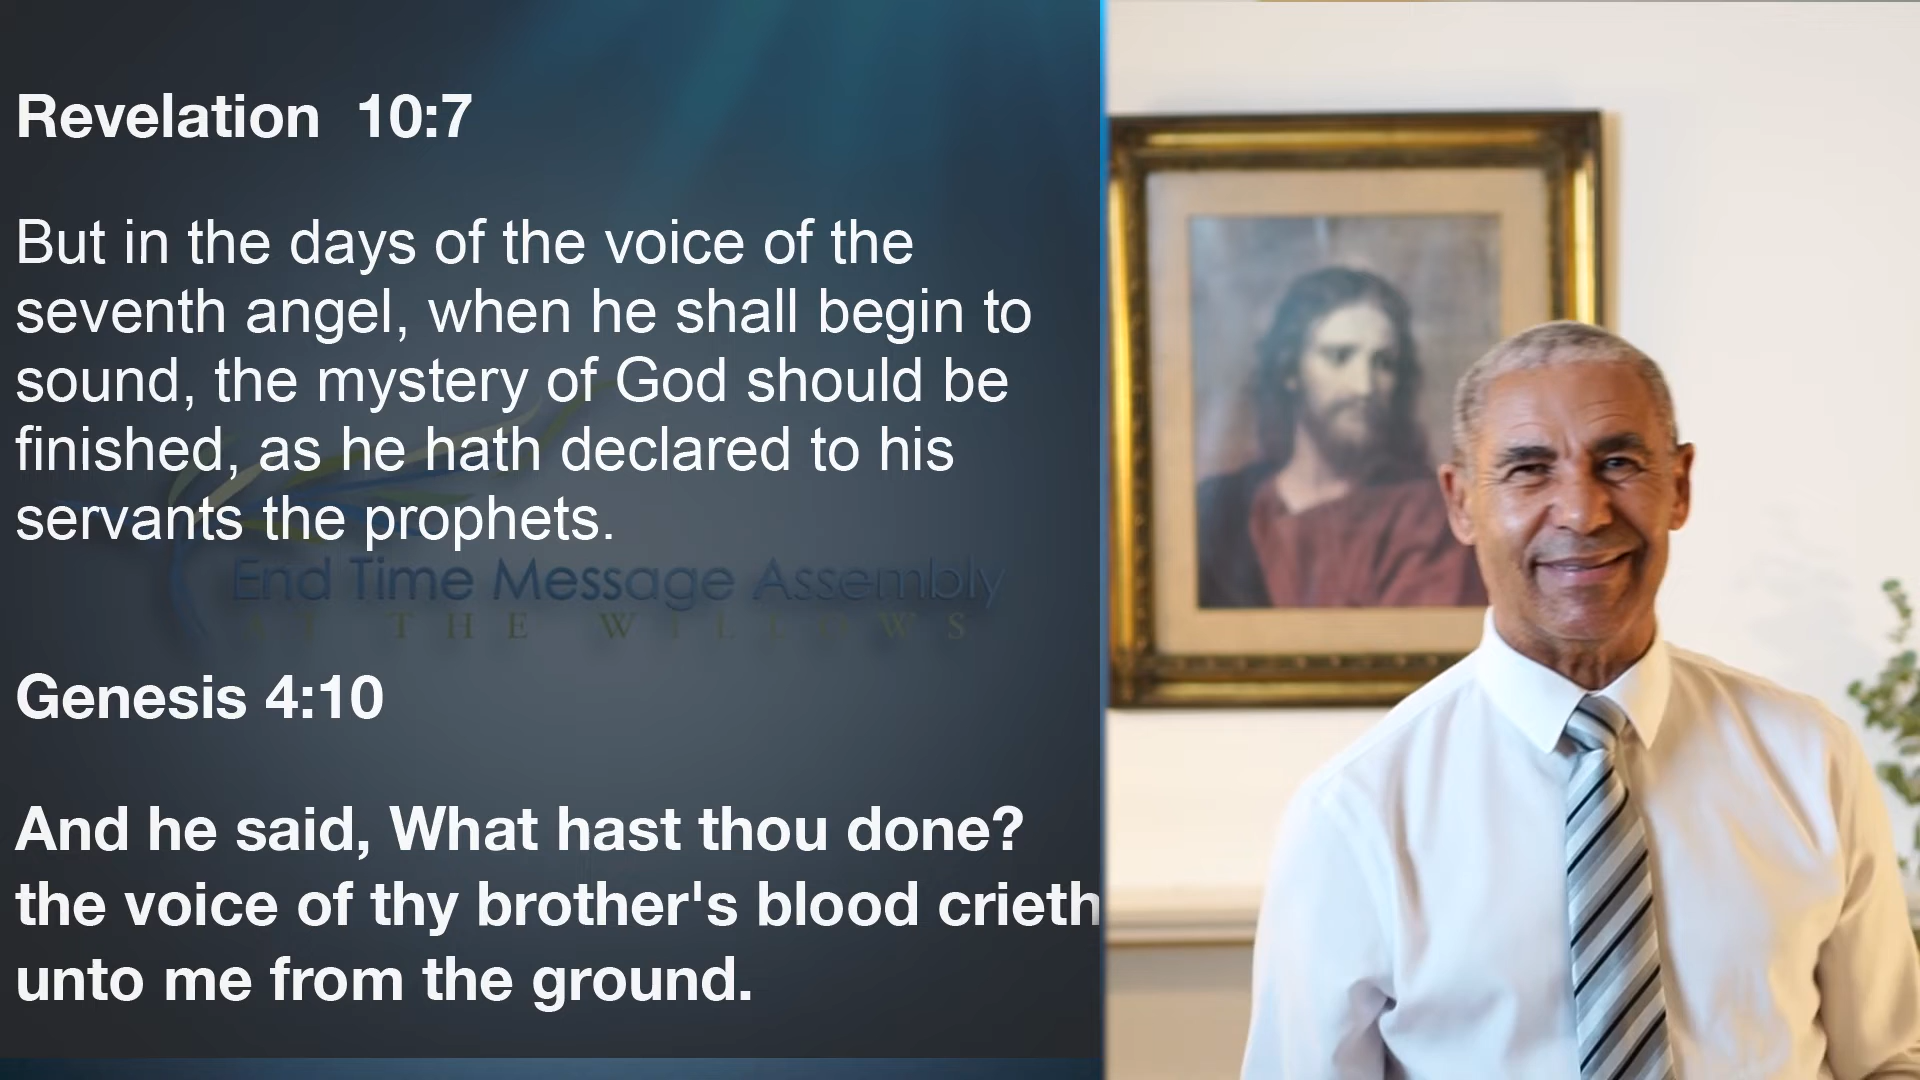 Revelation  10:7
But in the days of the voice of the
seventh angel, when he shall begin to
sound, the mystery of God should be
finished, as he hath declared to his
servants the prophets.
End Time Message Assembly
AT THE WILLOWS
Genesis 4:10
And he said, What hast thou done?
the voice of thy brother's blood crieth
unto me from the ground.